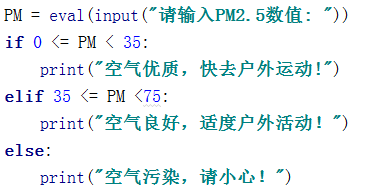 PM = eval(input("请输入PM2.5数值: "))
if 0 <= PM < 35:
    print("空气优质，快去户外运动!")
elif 35 <= PM <75:
    print("空气良好，适度户外活动！")
else:
    print("空气污染，请小心！")